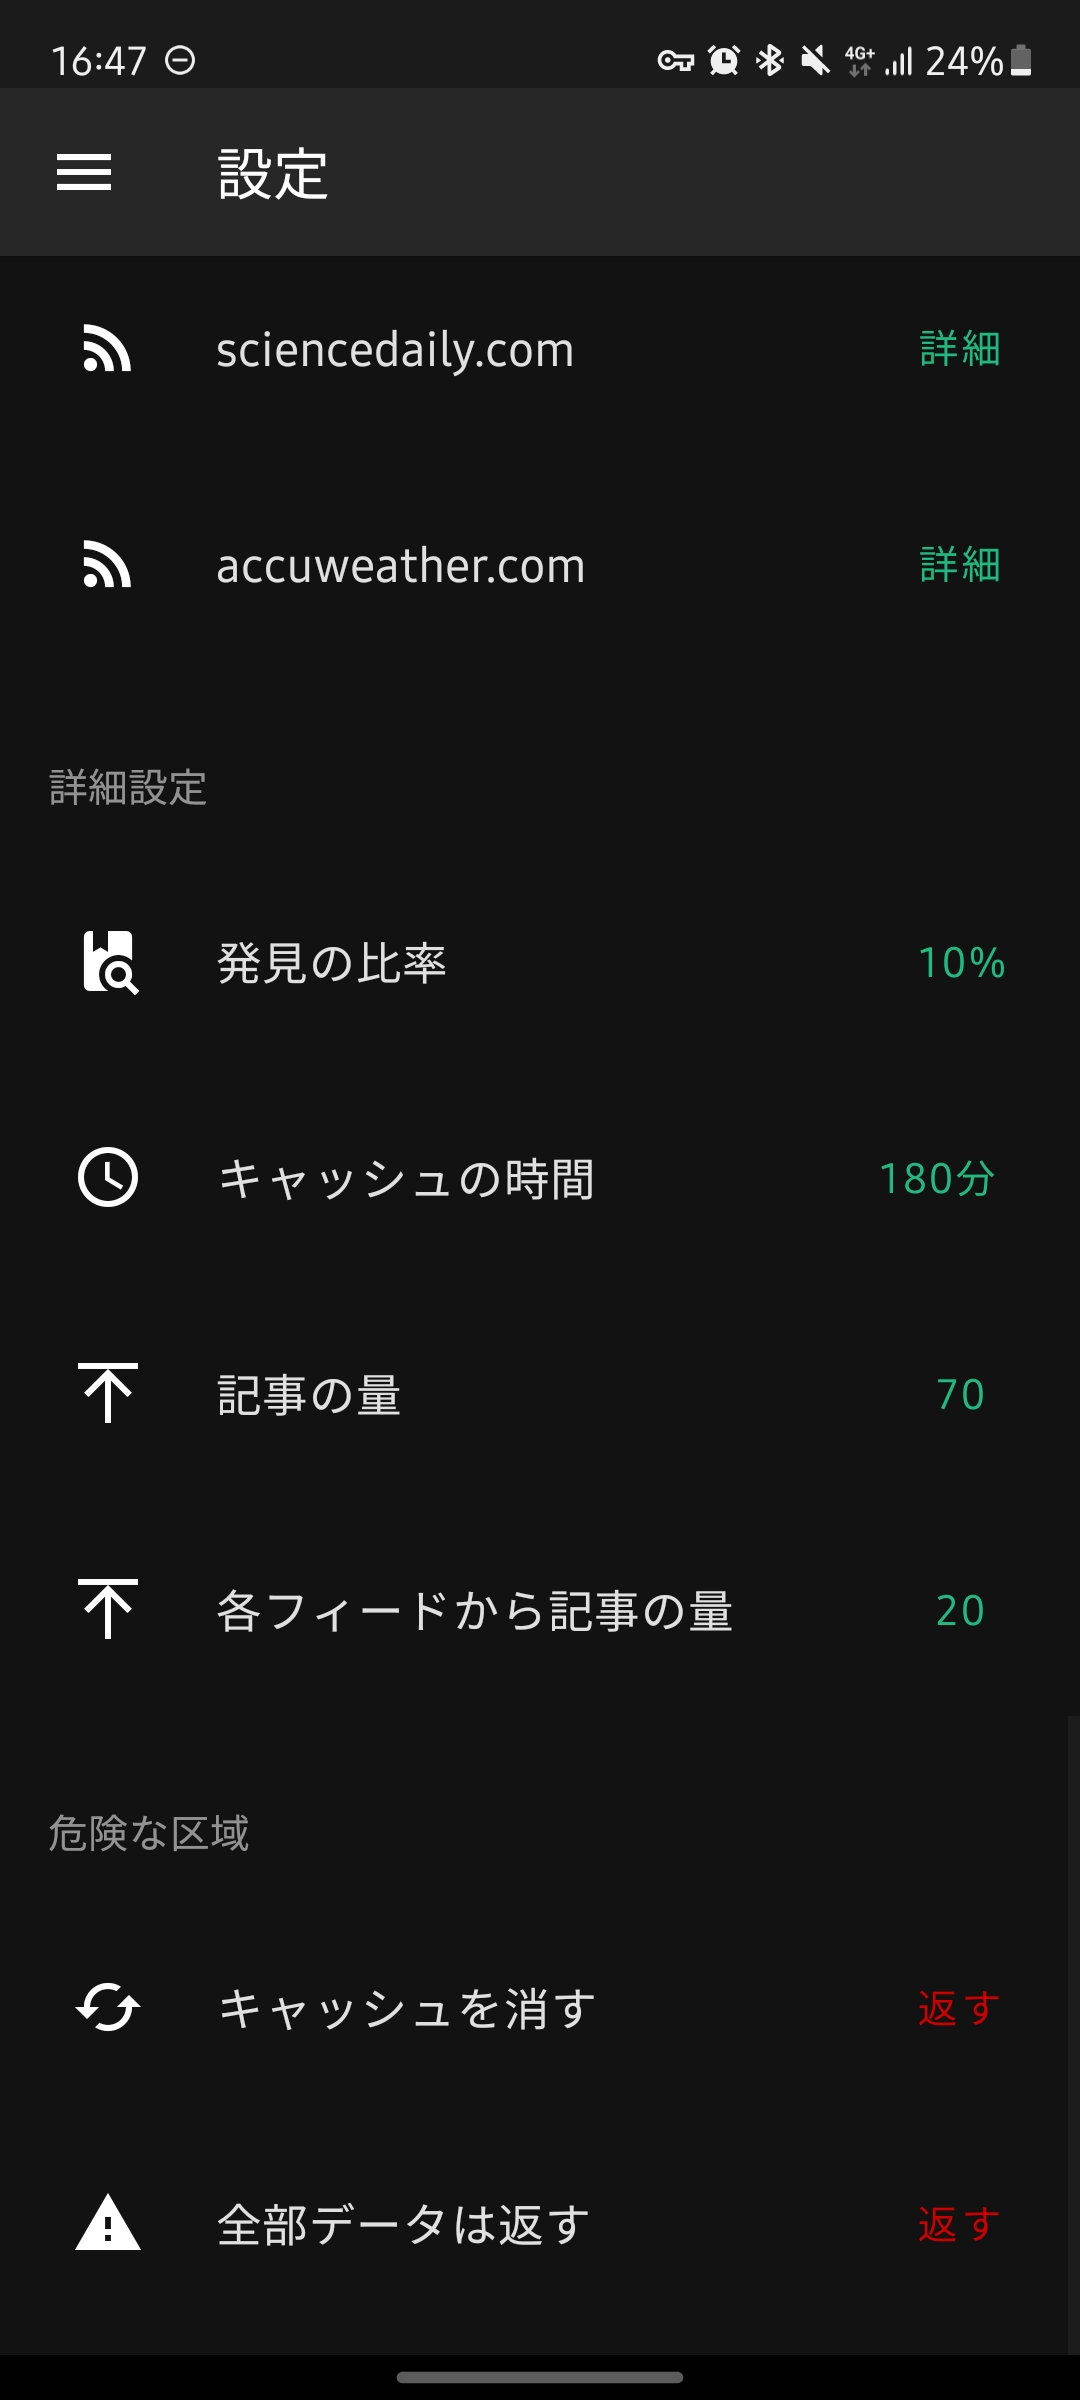 16:47 4G+ 24%
設定
sciencedaily.com 詳細
accuweather.com 詳細
詳細設定
発見の比率 10%
キャッシュの時間 180分
記事の量 70
各フィードから記事の量 20
危険な区域
キャッシュを消す 返す
全部データは返す 返す